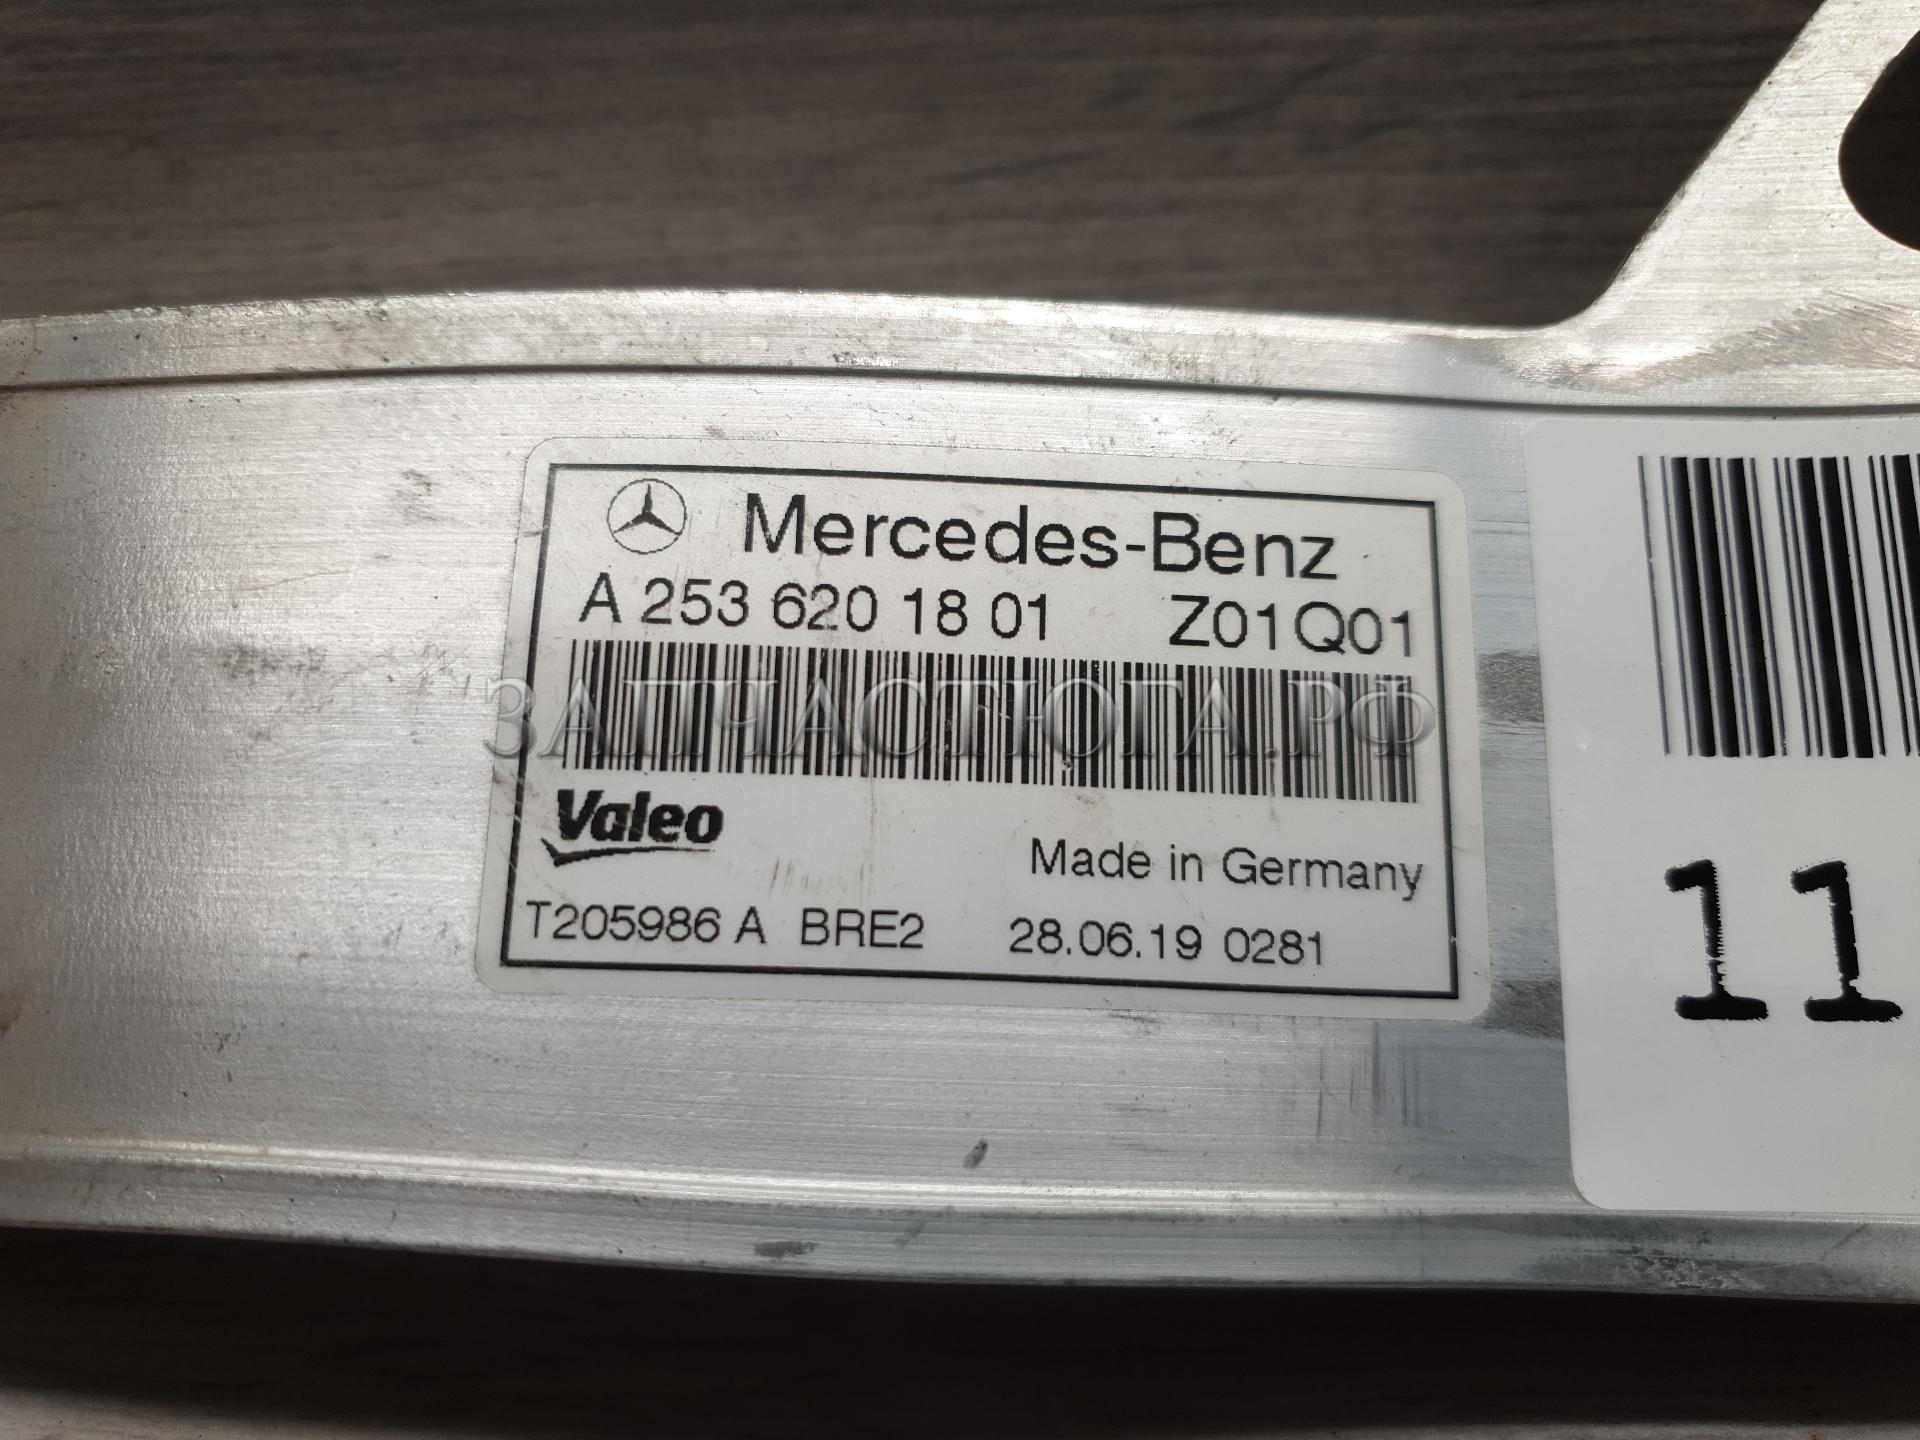 Mercedes-Benz
A 253 620 18 01 Z01Q01
ЗАПЧАСТЮГА.РФ
Valeo
Made in Germany
T205986 A BRE2 28.06.19 0281
11